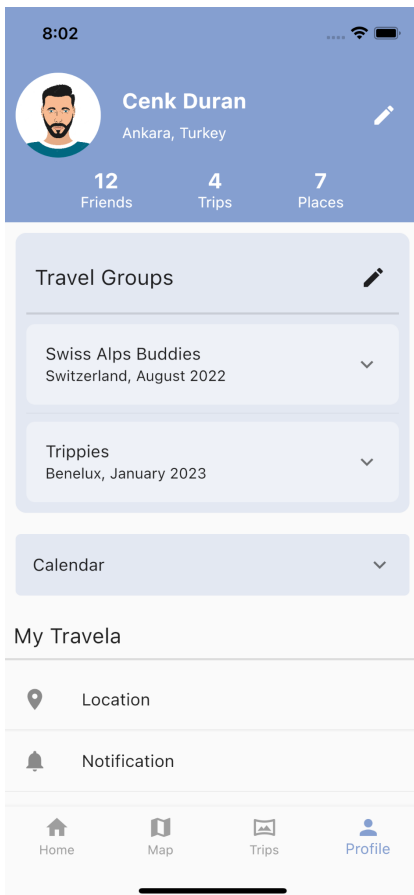 8:02
Cenk Duran
Ankara, Turkey
12 4 7
Friends Trips Places
Travel Groups
Swiss Alps Buddies
Switzerland, August 2022
Trippies
Benelux, January 2023
Calendar
My Travela
Location
Notification
Home Map Trips Profile